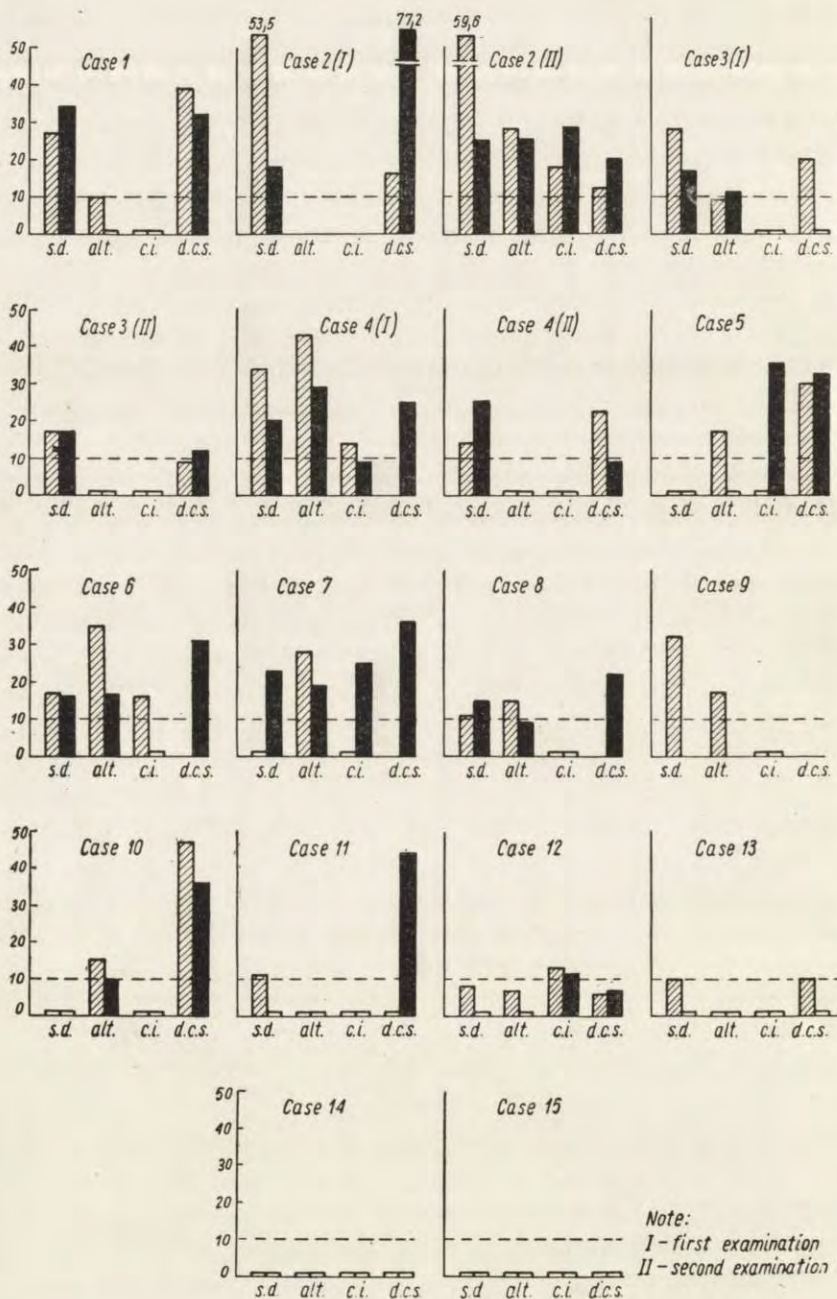 53,5 77,2 59,6
50 Case 1 Case 2(I) Case 2(II) Case 3(I)
40
30
20
10
0
s.d. alt. c.i. d.c.s. s.d. alt. c.i. d.c.s. s.d. alt. c.i. d.c.s. s.d. alt. c.i. d.c.s.
50 Case 3(II) Case 4(I) Case 4(II) Case 5
40
30
20
10
0
s.d. alt. c.i. d.c.s. s.d. alt. c.i. d.c.s. s.d. alt. c.i. d.c.s. s.d. alt. c.i. d.c.s.
50
Case 6 Case 7 Case 8 Case 9
40
30
20
10
0
s.d. alt. c.i. d.c.s. s.d. alt. c.i. d.c.s. s.d. alt. c.i. d.c.s. s.d. alt. c.i. d.c.s.
50
Case 10 Case 11 Case 12 Case 13
40
30
20
10
0
s.d. alt. c.i. d.c.s. s.d. alt. c.i. d.c.s. s.d. alt. c.i. d.c.s. s.d. alt. c.i. d.c.s.
50
Case 14 Case 15
40
30
20
10
0
s.d. alt. c.i. d.c.s. s.d. alt. c.i. d.c.s.
Note:
I - first examination
II - second examination